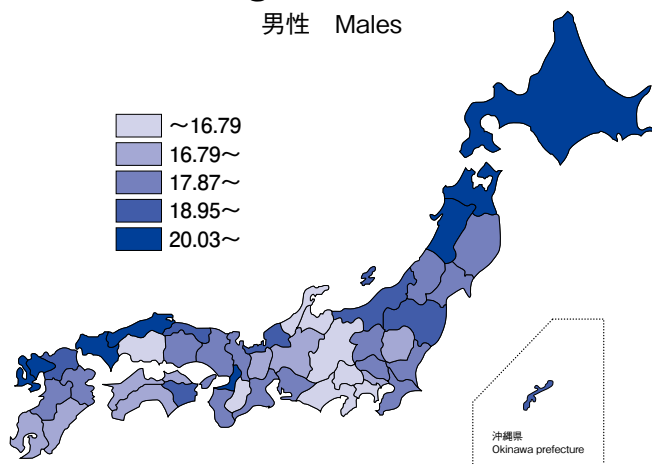 男性 Males
～16.79
16.79～
17.87～
18.95～
20.03～
沖縄県
Okinawa prefecture